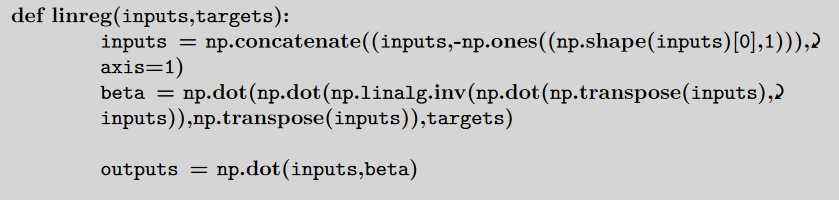 def linreg(inputs,targets):
inputs = np.concatenate((inputs,-np.ones((np.shape(inputs)[0],1))),⤸
axis=1)
beta = np.dot(np.dot(np.linalg.inv(np.dot(np.transpose(inputs),⤸
inputs)),np.transpose(inputs)),targets)
outputs = np.dot(inputs,beta)